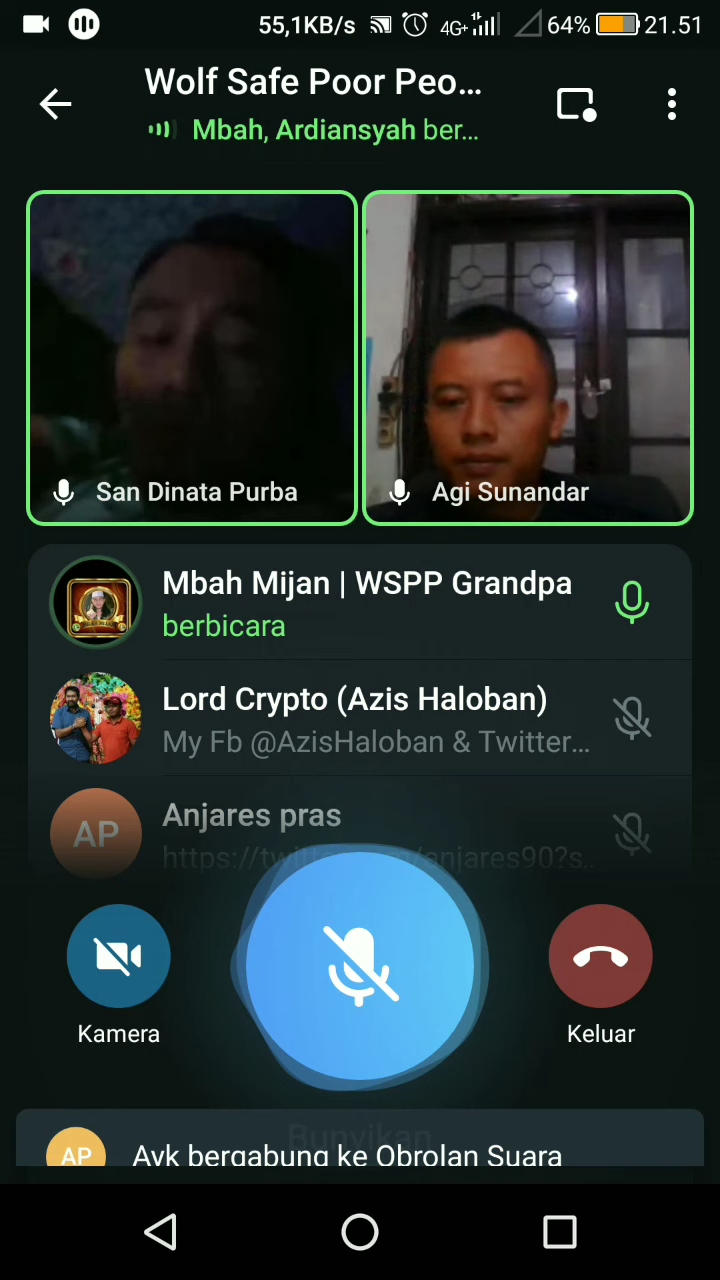 55,1KB/s 4G+ 64% 21.51
Wolf Safe Poor Peo...
Mbah, Ardiansyah ber...
San Dinata Purba
Agi Sunandar
Mbah Mijan | WSPP Grandpa
berbicara
Lord Crypto (Azis Haloban)
My Fb @AzisHaloban & Twitter...
AP
Anjares pras
Kamera
Keluar
Bunyikan
AP
Ayk bergabung ke Obrolan Suara